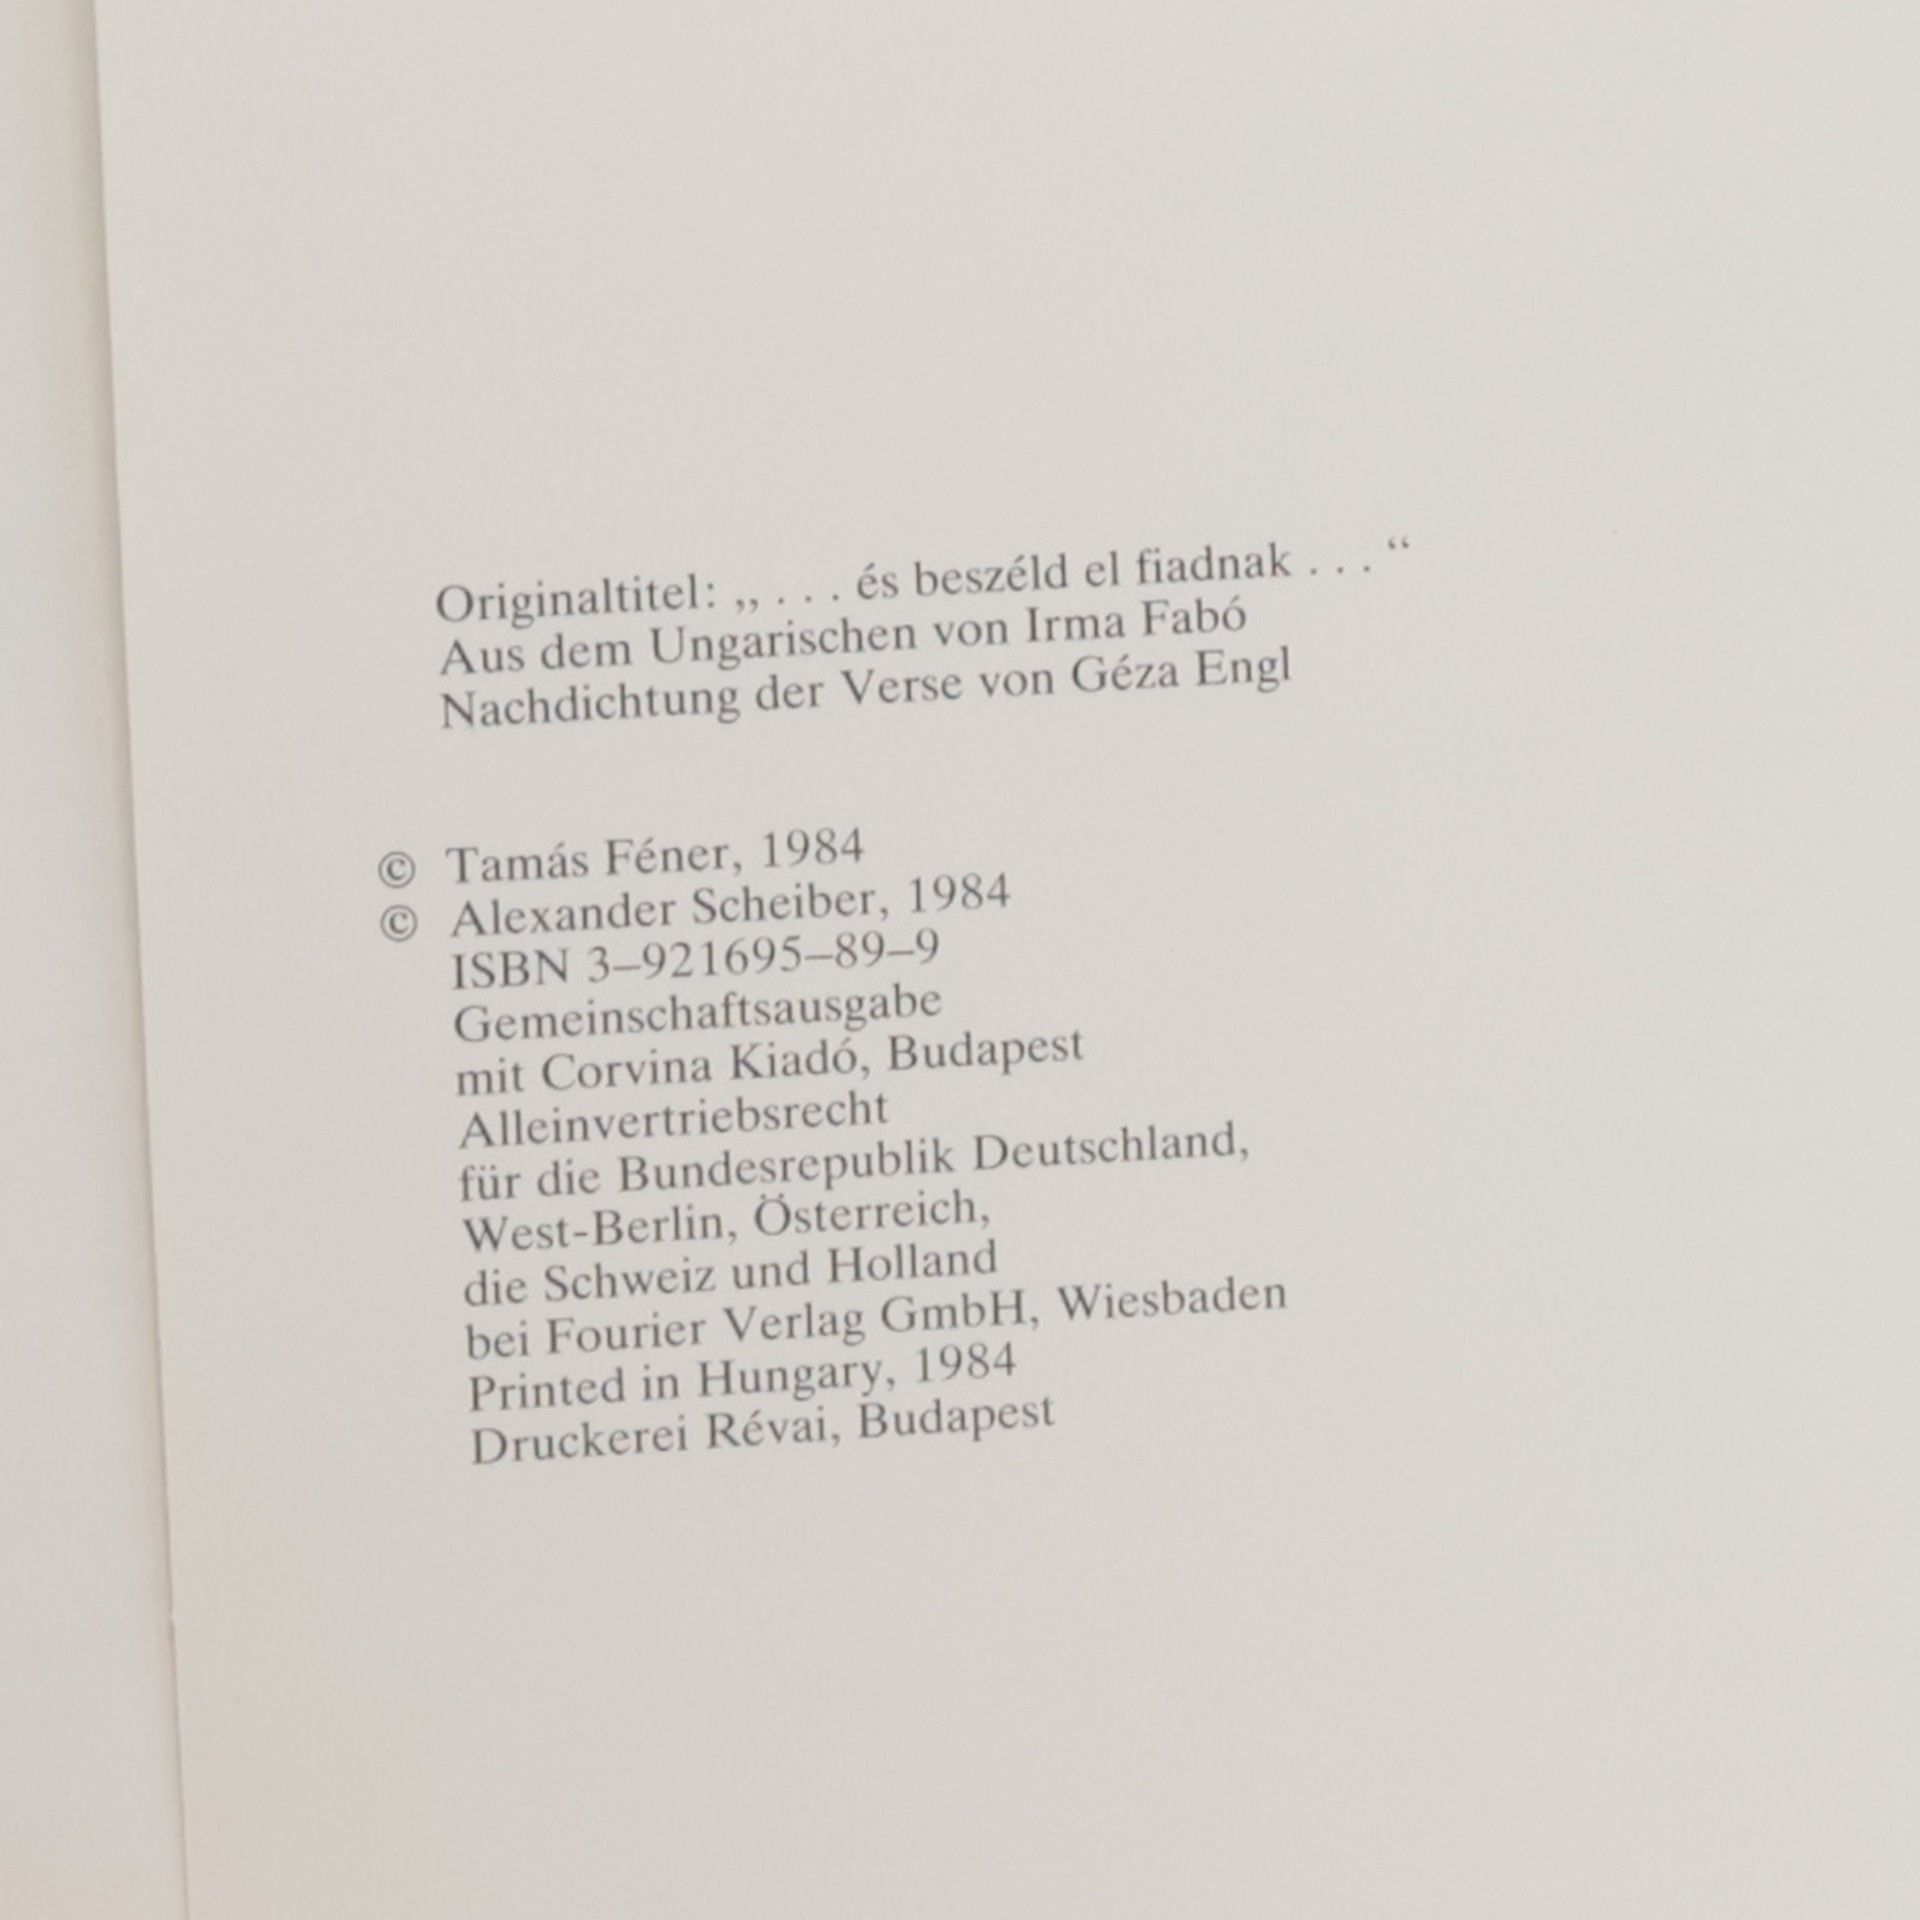 Originaltitel: „ . . . és beszéld el fiadnak . . . “
Aus dem Ungarischen von Irma Fabó
Nachdichtung der Verse von Géza Engl
© Tamás Féner, 1984
© Alexander Scheiber, 1984
ISBN 3–921695–89–9
Gemeinschaftsausgabe
mit Corvina Kiadó, Budapest
Alleinvertriebsrecht
für die Bundesrepublik Deutschland,
West-Berlin, Österreich,
die Schweiz und Holland
bei Fourier Verlag GmbH, Wiesbaden
Printed in Hungary, 1984
Druckerei Révai, Budapest